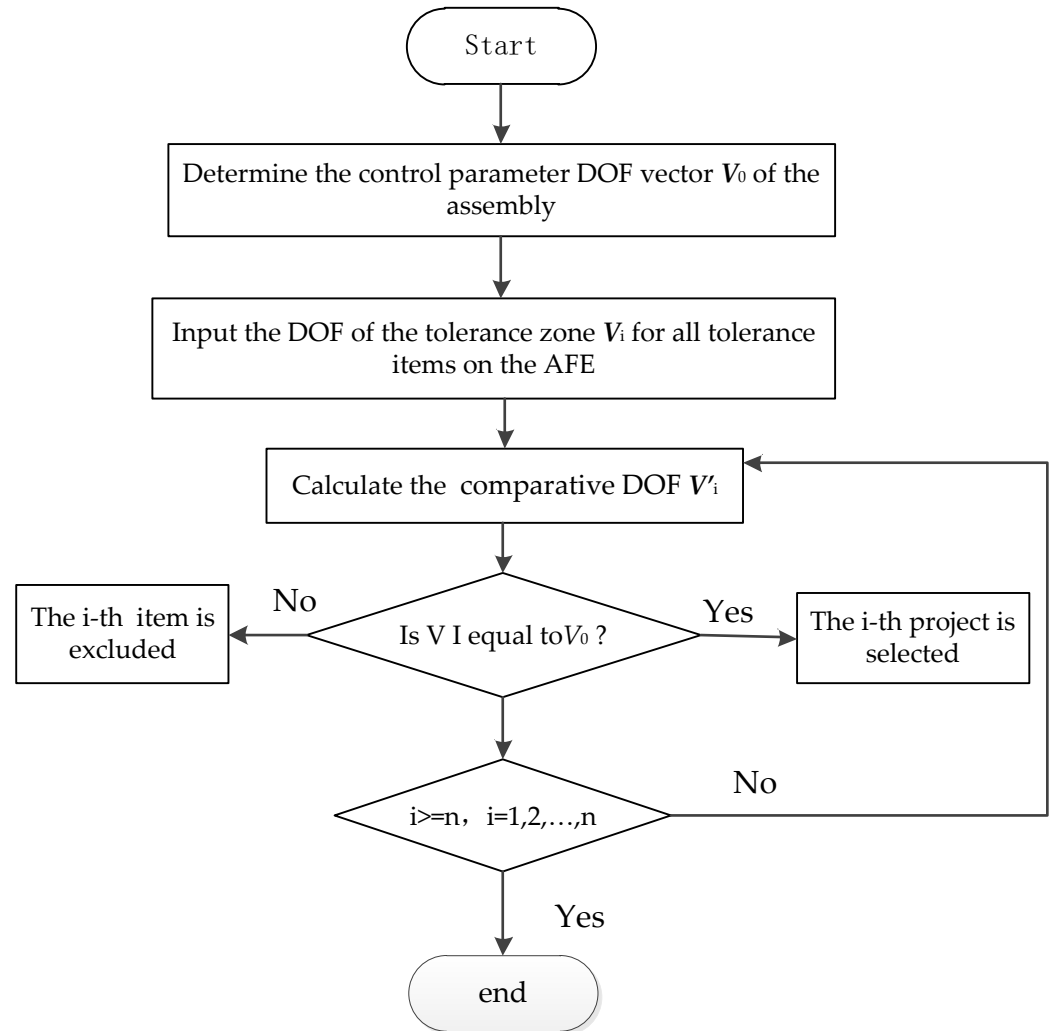 Start
Determine the control parameter DOF vector V0 of the
assembly
Input the DOF of the tolerance zone Vi for all tolerance
items on the AFE
Calculate the comparative DOF V'i
No
Yes
The i-th item is
excluded
Is V I equal toV0 ?
The i-th project is
selected
No
i>=n, i=1,2,…,n
Yes
end